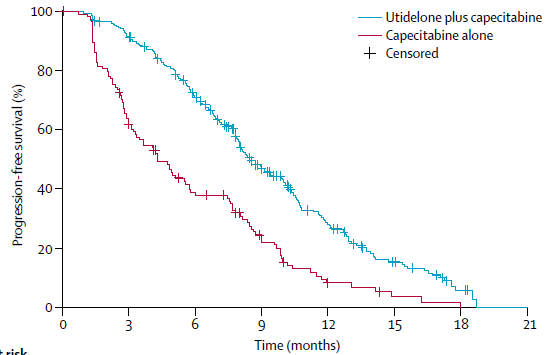 100
80
60
40
20
0
Progression-free survival (%)
Utidelone plus capecitabine
Capecitabine alone
Censored
0 3 6 9 12 15 18 21
Time (months)
risk